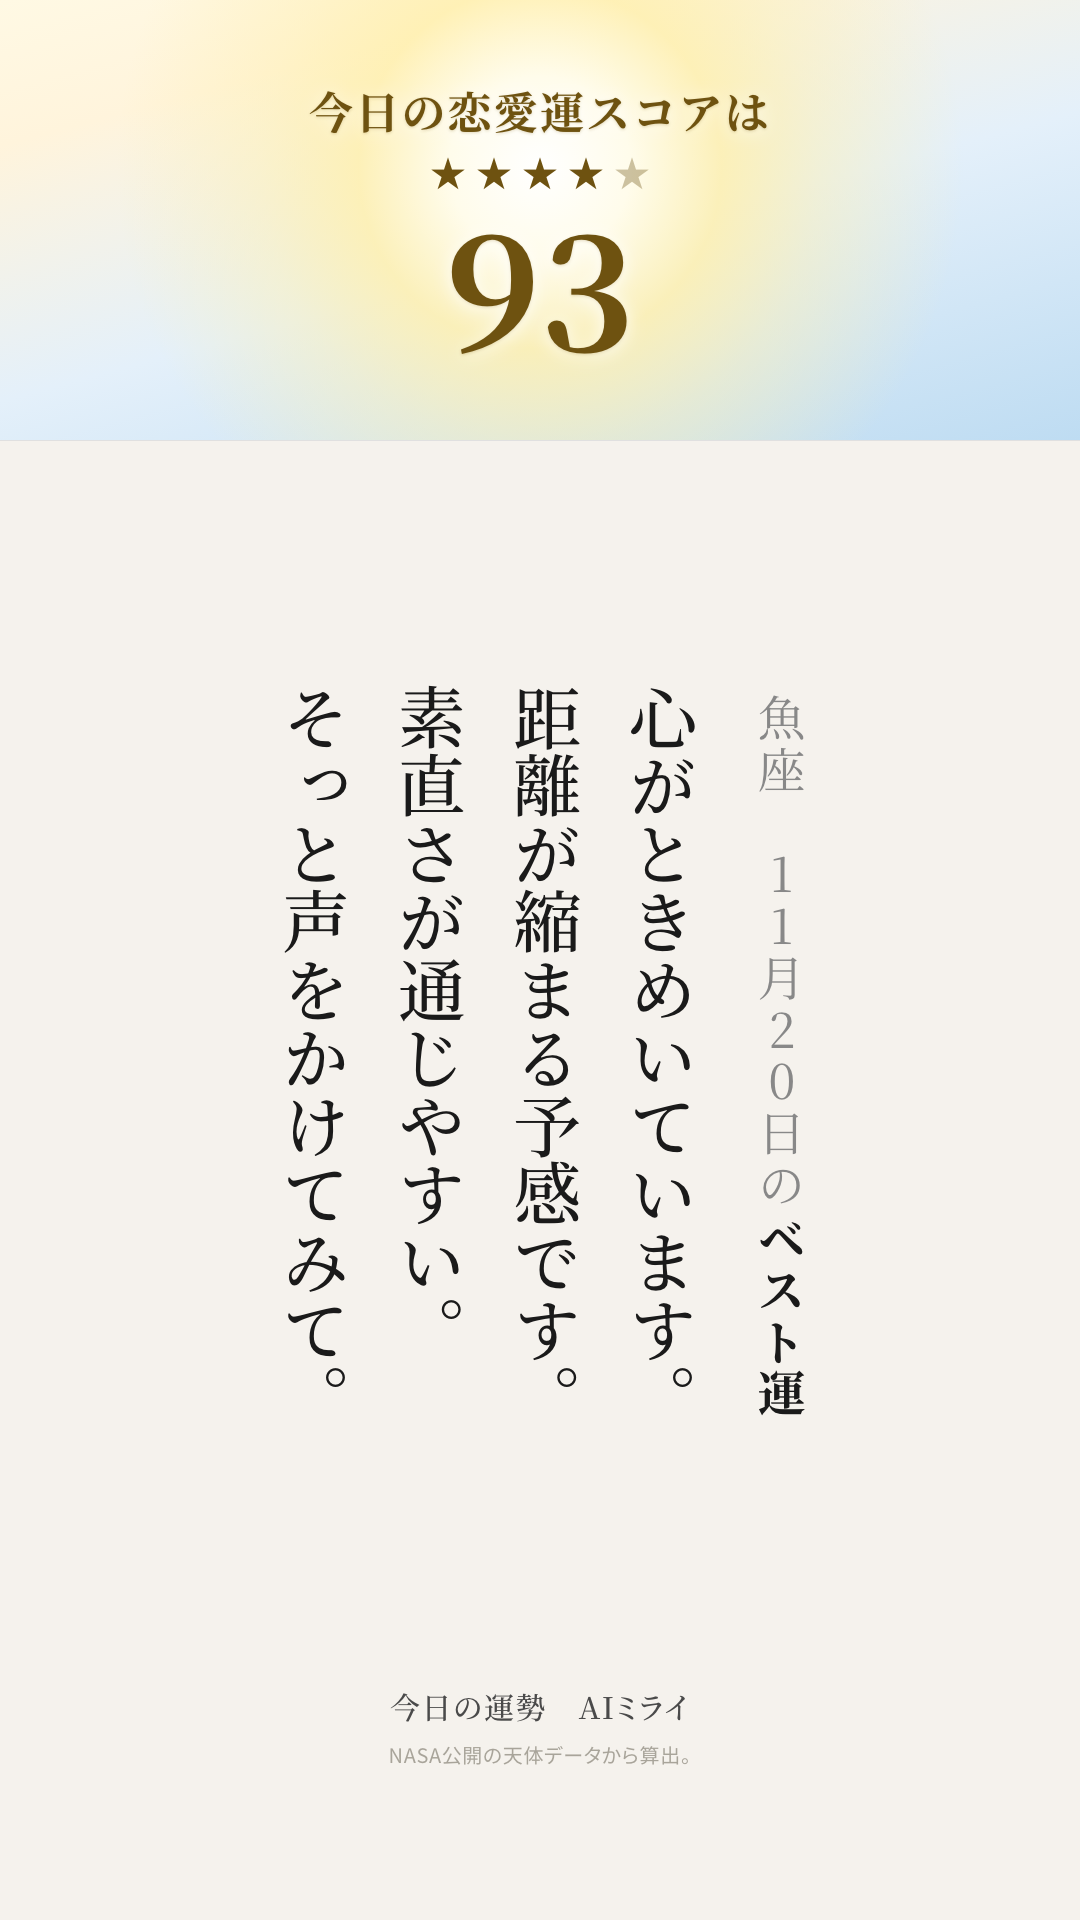 今日の恋愛運スコアは
★★★★★
93
魚座　11月20日のベスト運
心がときめいています。
距離が縮まる予感です。
素直さが通じやすい。
そっと声をかけてみて。
今日の運勢　AIミライ
NASA公開の天体データから算出。